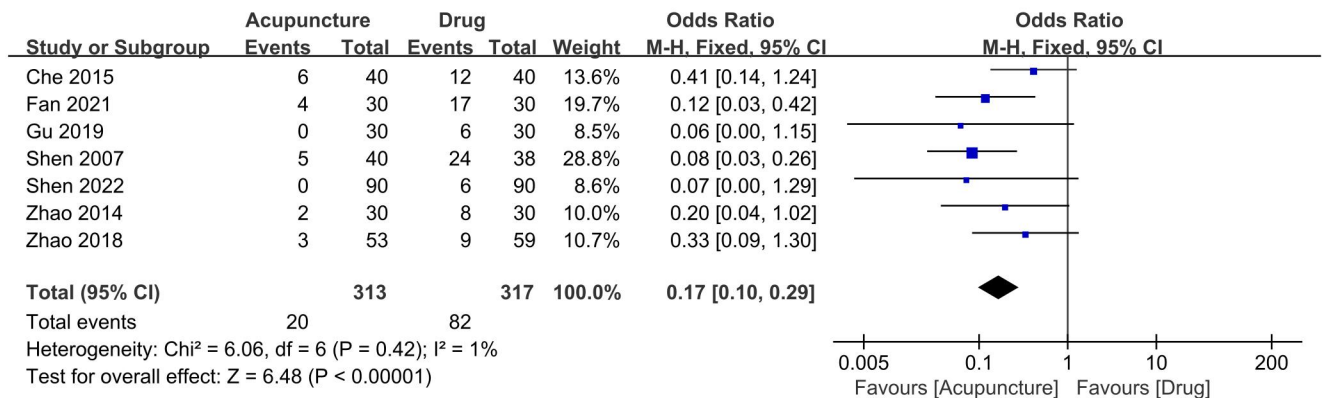 Acupuncture Drug Odds Ratio Odds Ratio
Study or Subgroup Events Total Events Total Weight M-H, Fixed, 95% CI M-H, Fixed, 95% CI
Che 2015 6 40 12 40 13.6% 0.41 [0.14, 1.24]
Fan 2021 4 30 17 30 19.7% 0.12 [0.03, 0.42]
Gu 2019 0 30 6 30 8.5% 0.06 [0.00, 1.15]
Shen 2007 5 40 24 38 28.8% 0.08 [0.03, 0.26]
Shen 2022 0 90 6 90 8.6% 0.07 [0.00, 1.29]
Zhao 2014 2 30 8 30 10.0% 0.20 [0.04, 1.02]
Zhao 2018 3 53 9 59 10.7% 0.33 [0.09, 1.30]
Total (95% CI) 313 317 100.0% 0.17 [0.10, 0.29]
Total events 20 82
Heterogeneity: Chi² = 6.06, df = 6 (P = 0.42); I² = 1%
Test for overall effect: Z = 6.48 (P < 0.00001)
0.005 0.1 1 10 200
Favours [Acupuncture] Favours [Drug]